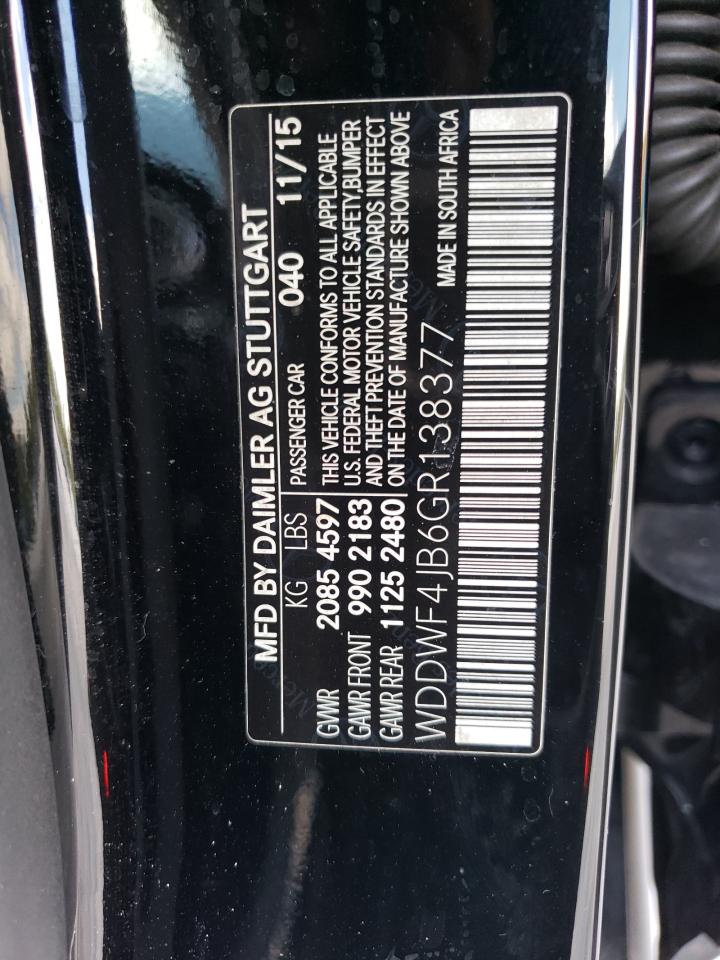 MFD BY DAIMLER AG STUTTGART
KG LBS PASSENGER CAR 040 11/15
GVWR 2085 4597
GAWR FRONT 990 2183
GAWR REAR 1125 2480
THIS VEHICLE CONFORMS TO ALL APPLICABLE
U.S. FEDERAL MOTOR VEHICLE SAFETY,BUMPER
AND THEFT PREVENTION STANDARDS IN EFFECT
ON THE DATE OF MANUFACTURE SHOWN ABOVE
WDDWF4JB6GR138377 MADE IN SOUTH AFRICA